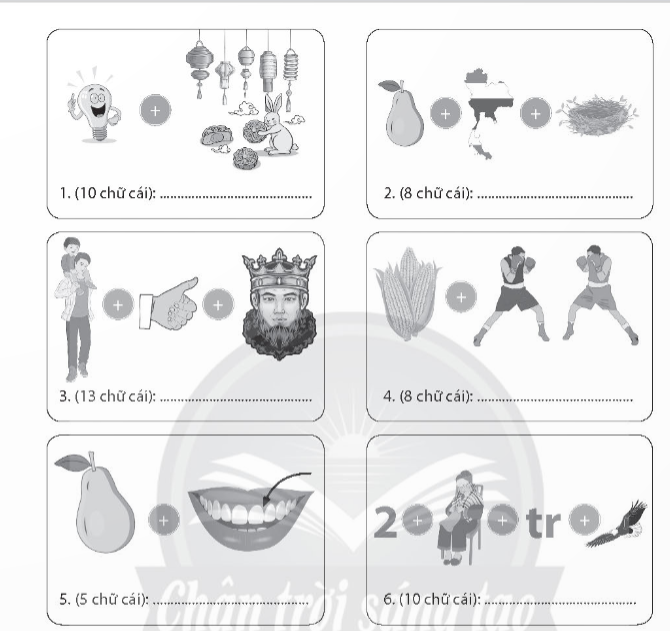 +
+ +
1. (10 chữ cái): ........................................
2. (8 chữ cái): ........................................
+ +
+
3. (13 chữ cái): ........................................
4. (8 chữ cái): ........................................
+
2 + + tr +
5. (5 chữ cái): ........................................
6. (10 chữ cái): ........................................
Chân trời sáng tạo